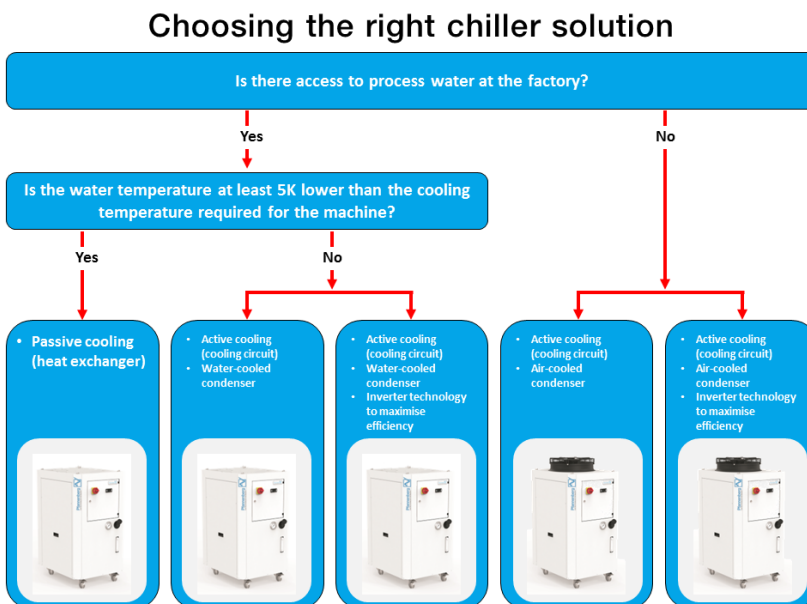 Choosing the right chiller solution
Is there access to process water at the factory?
Yes
No
Is the water temperature at least 5K lower than the cooling
temperature required for the machine?
Yes
No
• Passive cooling
(heat exchanger)
• Active cooling
(cooling circuit)
• Water-cooled
condenser
• Active cooling
(cooling circuit)
• Water-cooled
condenser
• Inverter technology
to maximise
efficiency
• Active cooling
(cooling circuit)
• Air-cooled
condenser
• Active cooling
(cooling circuit)
• Air-cooled
condenser
• Inverter technology
to maximise
efficiency